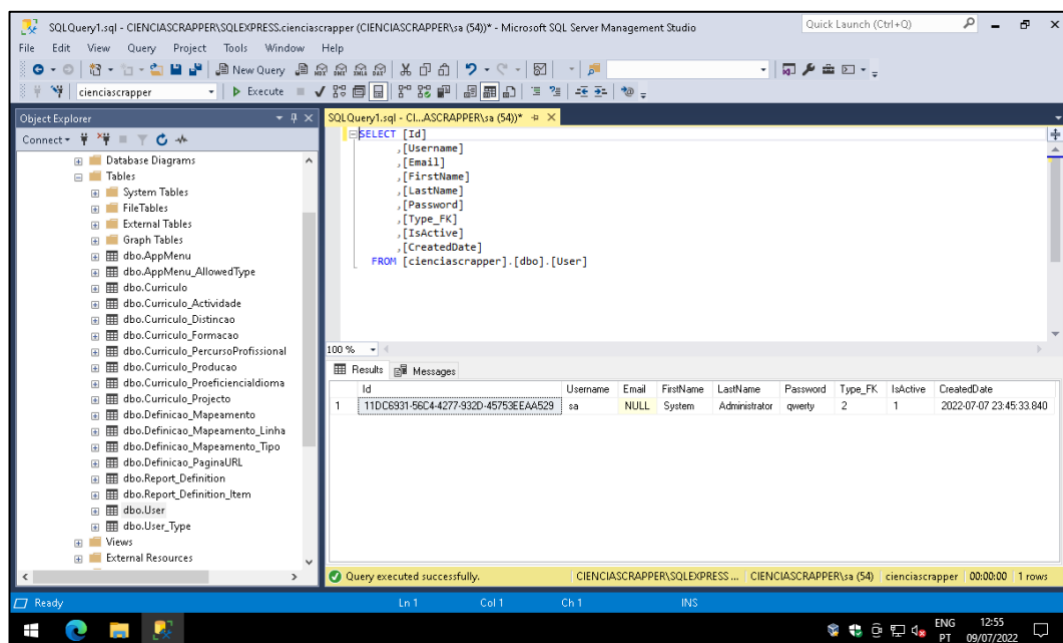 SQLQuery1.sql - CIENCIASCRAPPER\SQLEXPRESS.cienciascrapper (CIENCIASCRAPPER\sa (54))* - Microsoft SQL Server Management Studio
Quick Launch (Ctrl+Q)
File Edit View Query Project Tools Window Help
New Query
cienciascrapper
Execute
Object Explorer
SQLQuery1.sql - CI...ASCRAPPER\sa (54))*
Connect
Database Diagrams
Tables
System Tables
FileTables
External Tables
Graph Tables
dbo.AppMenu
dbo.AppMenu_AllowedType
dbo.Curriculo
dbo.Curriculo_Actividade
dbo.Curriculo_Distincao
dbo.Curriculo_Formacao
dbo.Curriculo_PercursoProfissional
dbo.Curriculo_Producao
dbo.Curriculo_ProeficienciaIdioma
dbo.Curriculo_Projecto
dbo.Definicao_Mapeamento
dbo.Definicao_Mapeamento_Linha
dbo.Definicao_Mapeamento_Tipo
dbo.Definicao_PaginaURL
dbo.Report_Definition
dbo.Report_Definition_Item
dbo.User
dbo.User_Type
Views
External Resources
SELECT [Id]
,[Username]
,[Email]
,[FirstName]
,[LastName]
,[Password]
,[Type_FK]
,[IsActive]
,[CreatedDate]
FROM [cienciascrapper].[dbo].[User]
100 %
Results Messages
Id Username Email FirstName LastName Password Type_FK IsActive CreatedDate
1 11DC6931-56C4-4277-932D-45753EEAA529 sa NULL System Administrator qwerty 2 1 2022-07-07 23:45:33.840
Query executed successfully. CIENCIASCRAPPER\SQLEXPRESS ... CIENCIASCRAPPER\sa (54) cienciascrapper 00:00:00 1 rows
Ready Ln 1 Col 1 Ch 1 INS
ENG 12:55
PT 09/07/2022